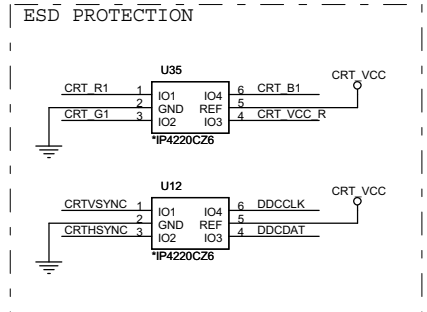 ESD PROTECTION
U35
CRT_VCC
CRT_R1 1 IO1 IO4 6 CRT_B1
2 GND REF 5
CRT_G1 3 IO2 IO3 4 CRT_VCC_R
*IP4220CZ6
U12
CRT_VCC
CRTVSYNC 1 IO1 IO4 6 DDCCLK
2 GND REF 5
CRTHSYNC 3 IO2 IO3 4 DDCDAT
*IP4220CZ6